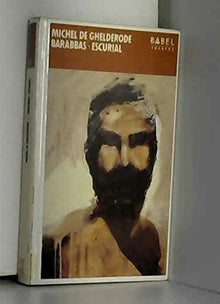 MICHEL DE GHELDERODE
BARABBAS · ESCURIAL
BABEL
THÉÂTRE